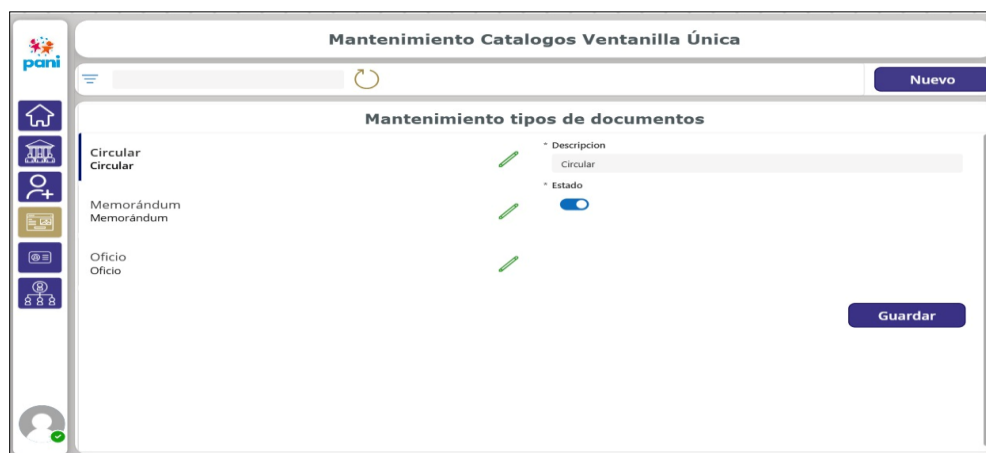 pani
Mantenimiento Catalogos Ventanilla Única
Nuevo
Mantenimiento tipos de documentos
Circular
Circular
Memorándum
Memorándum
Oficio
Oficio
* Descripcion
Circular
* Estado
Guardar